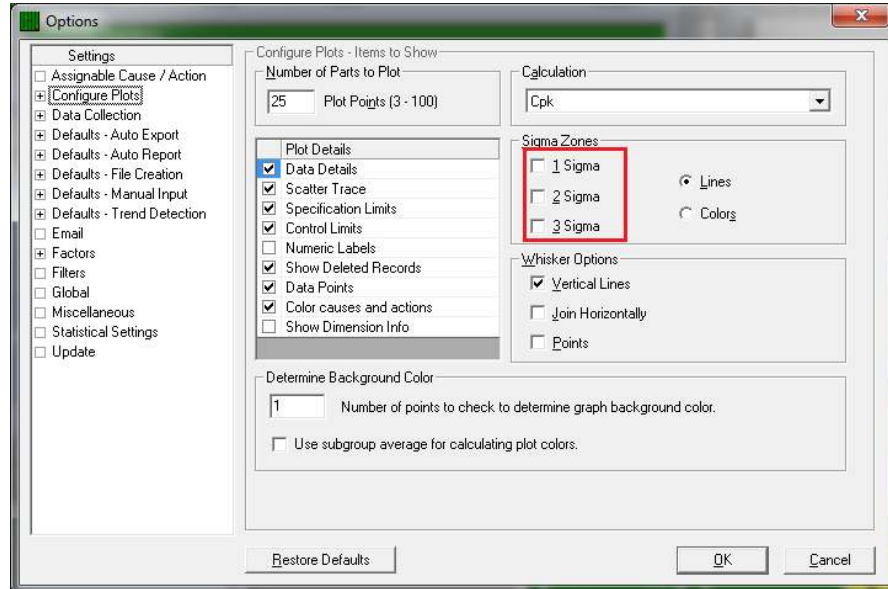 Options
Settings
Assignable Cause / Action
Configure Plots
Data Collection
Defaults - Auto Export
Defaults - Auto Report
Defaults - File Creation
Defaults - Manual Input
Defaults - Trend Detection
Email
Factors
Filters
Global
Miscellaneous
Statistical Settings
Update
Configure Plots - Items to Show
Number of Parts to Plot
25 Plot Points (3 - 100)
Calculation
Cpk
Plot Details
Data Details
Scatter Trace
Specification Limits
Control Limits
Numeric Labels
Show Deleted Records
Data Points
Color causes and actions
Show Dimension Info
Sigma Zones
1 Sigma
2 Sigma
3 Sigma
Lines
Colors
Whisker Options
Vertical Lines
Join Horizontally
Points
Determine Background Color
1 Number of points to check to determine graph background color.
Use subgroup average for calculating plot colors.
Restore Defaults
OK
Cancel